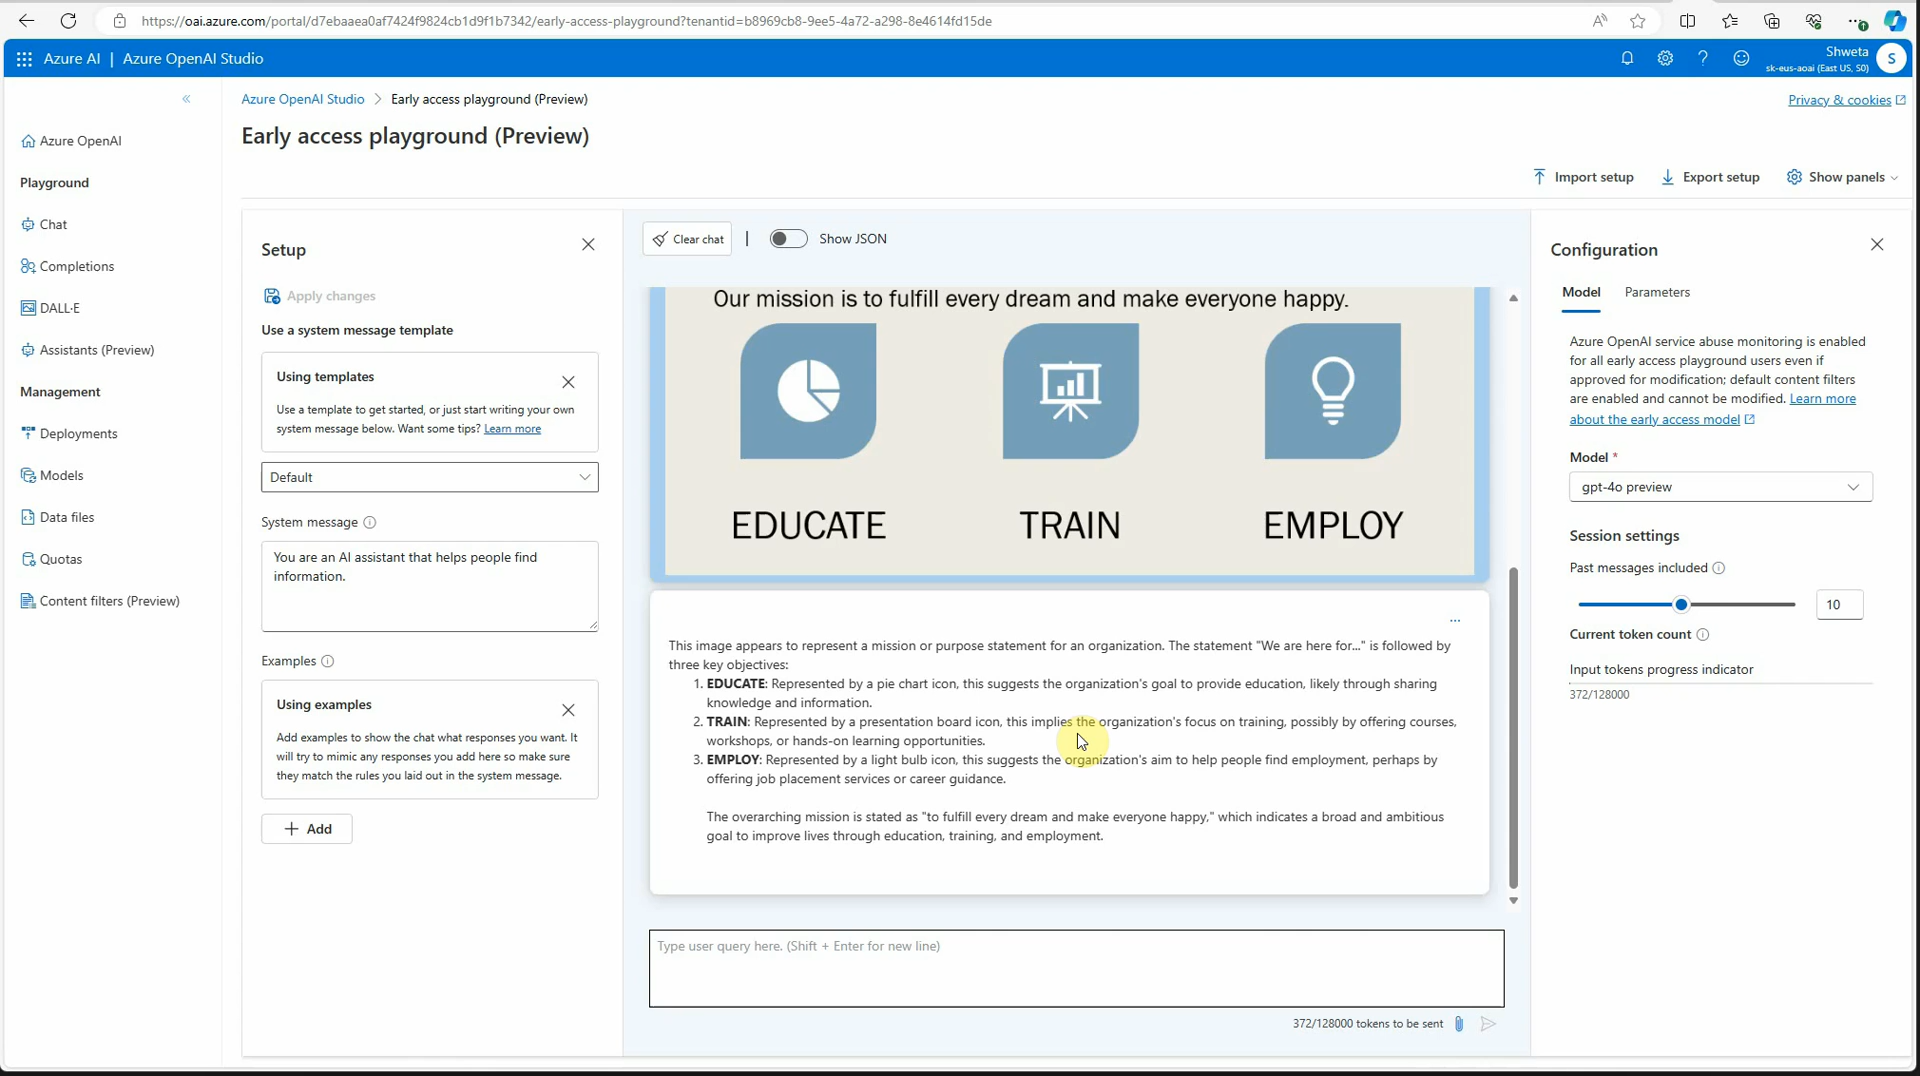 https://oai.azure.com/portal/d7ebaaea0af7424f9824cb1d9f1b7342/early-access-playground?tenantid=b8969cb8-9ee5-4a72-a298-8e4614fd15de
Azure AI | Azure OpenAI Studio
Shweta
sk-eus-aoai (East US, S0)
S
Azure OpenAI Studio > Early access playground (Preview)
Privacy & cookies
Early access playground (Preview)
Import setup
Export setup
Show panels
Azure OpenAI
Playground
Chat
Completions
DALL·E
Assistants (Preview)
Management
Deployments
Models
Data files
Quotas
Content filters (Preview)
Setup
Apply changes
Use a system message template
Using templates
Use a template to get started, or just start writing your own
system message below. Want some tips? Learn more
Default
System message
You are an AI assistant that helps people find
information.
Examples
Using examples
Add examples to show the chat what responses you want. It
will try to mimic any responses you add here so make sure
they match the rules you laid out in the system message.
Add
Clear chat | Show JSON
Our mission is to fulfill every dream and make everyone happy.
EDUCATE TRAIN EMPLOY
...
This image appears to represent a mission or purpose statement for an organization. The statement "We are here for..." is followed by
three key objectives:
1. EDUCATE: Represented by a pie chart icon, this suggests the organization's goal to provide education, likely through sharing
knowledge and information.
2. TRAIN: Represented by a presentation board icon, this implies the organization's focus on training, possibly by offering courses,
workshops, or hands-on learning opportunities.
3. EMPLOY: Represented by a light bulb icon, this suggests the organization's aim to help people find employment, perhaps by
offering job placement services or career guidance.
The overarching mission is stated as "to fulfill every dream and make everyone happy," which indicates a broad and ambitious
goal to improve lives through education, training, and employment.
Type user query here. (Shift + Enter for new line)
372/128000 tokens to be sent
Configuration
Model Parameters
Azure OpenAI service abuse monitoring is enabled
for all early access playground users even if
approved for modification; default content filters
are enabled and cannot be modified. Learn more
about the early access model
Model *
gpt-4o preview
Session settings
Past messages included
10
Current token count
Input tokens progress indicator
372/128000